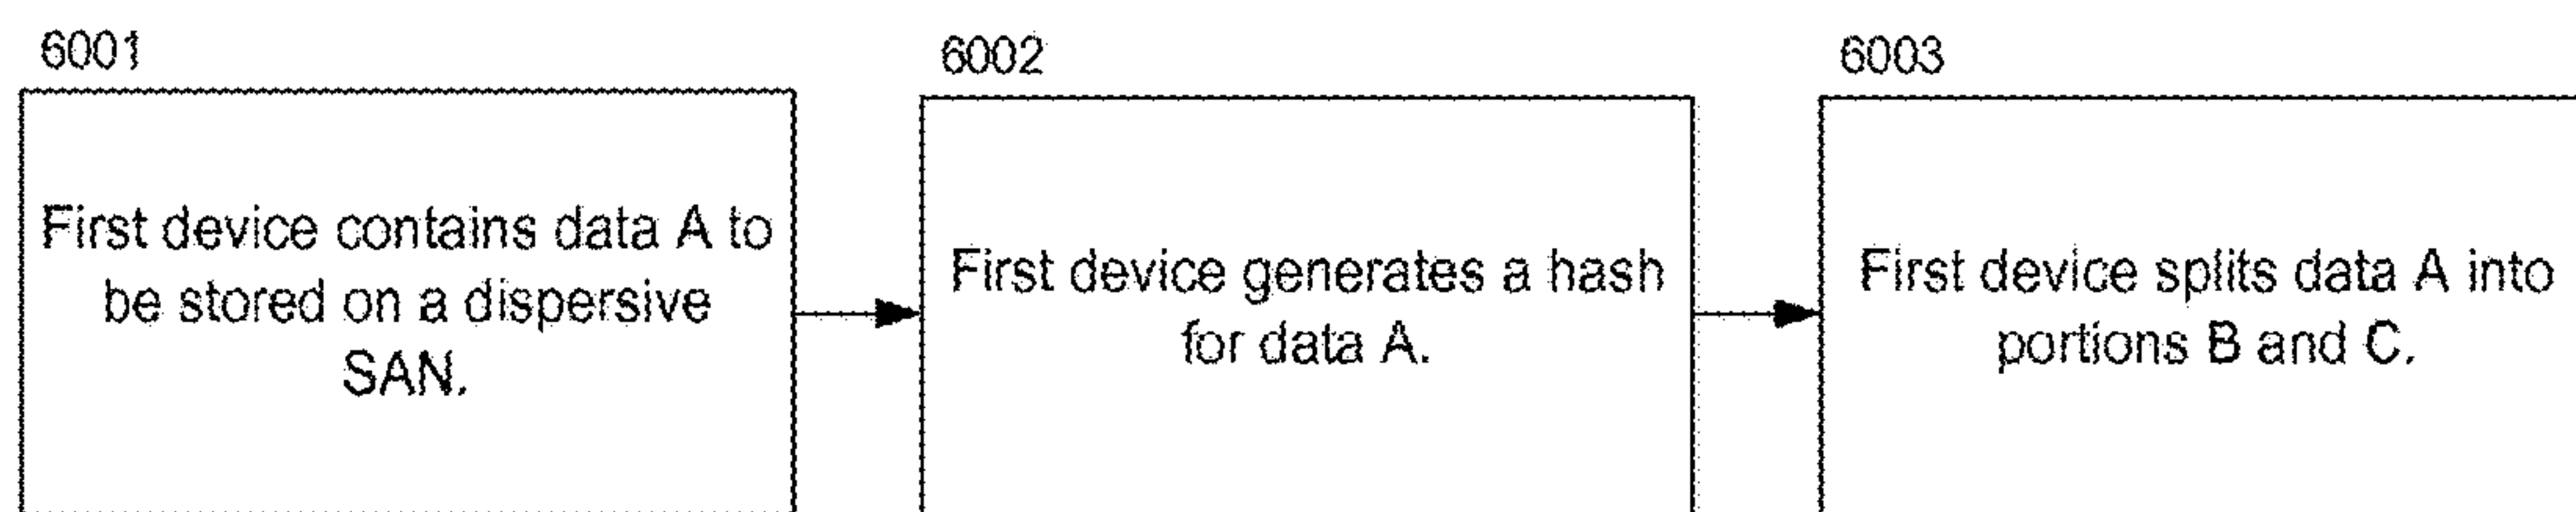 6001
First device contains data A to
be stored on a dispersive
SAN.
6002
First device generates a hash
for data A.
6003
First device splits data A into
portions B and C.